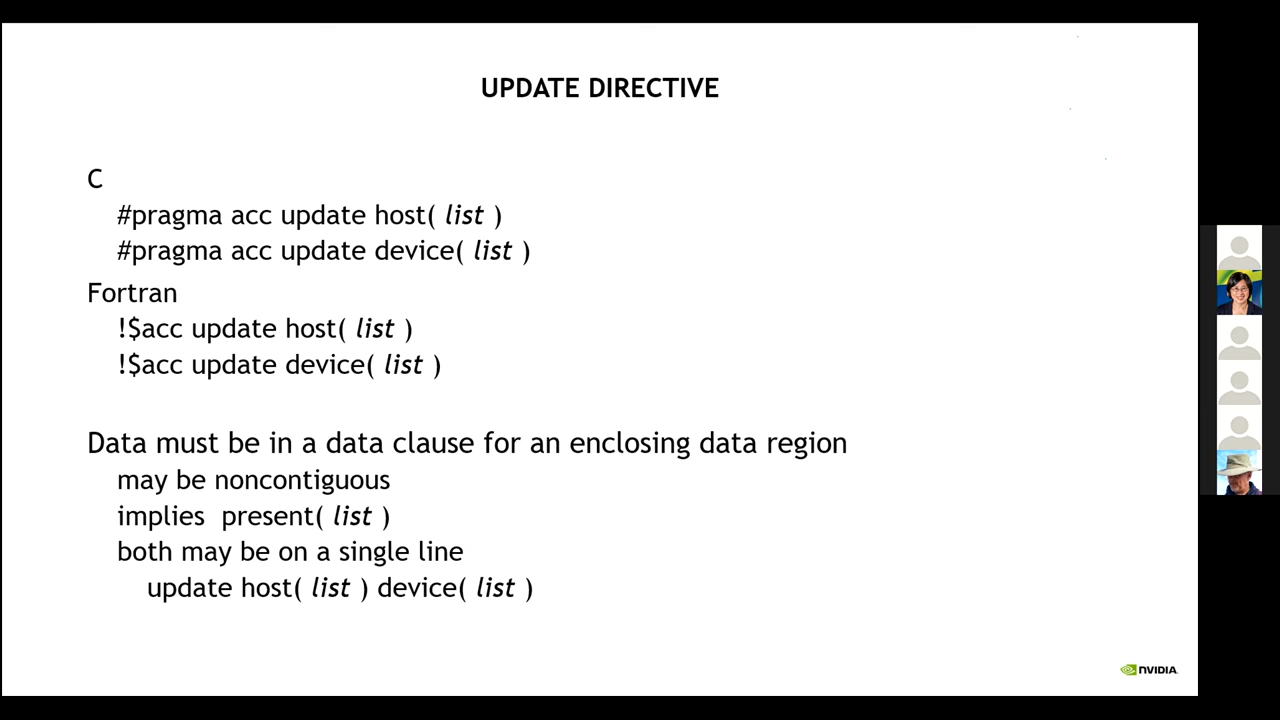 UPDATE DIRECTIVE
C
#pragma acc update host( list )
#pragma acc update device( list )
Fortran
!$acc update host( list )
!$acc update device( list )
Data must be in a data clause for an enclosing data region
may be noncontiguous
implies present( list )
both may be on a single line
update host( list ) device( list )
NVIDIA